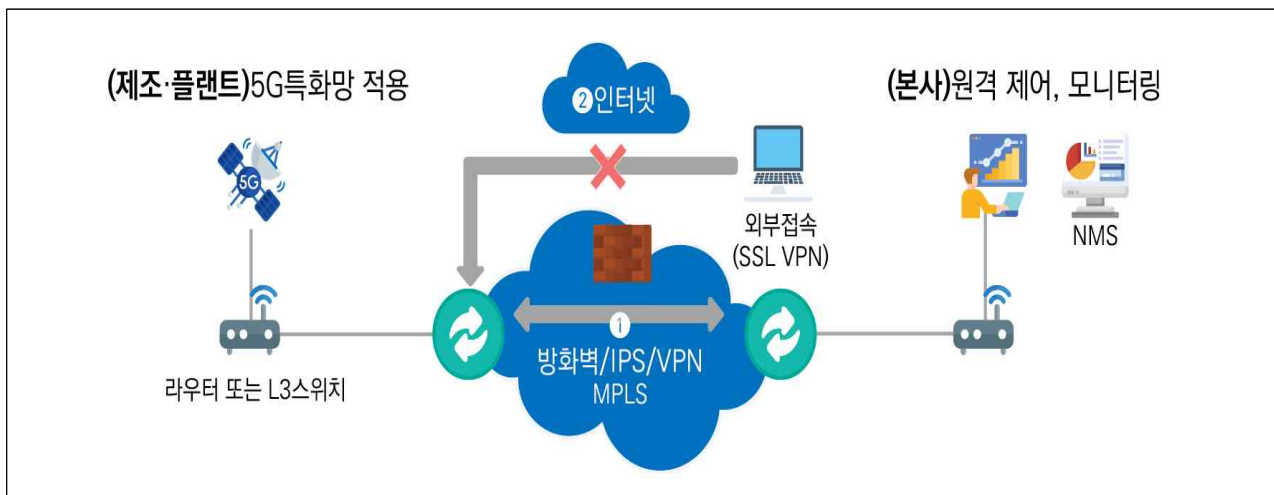 (제조·플랜트)5G특화망 적용
❷인터넷
(본사)원격 제어, 모니터링
5G
외부접속
(SSL VPN)
NMS
❶
방화벽/IPS/VPN
MPLS
라우터 또는 L3스위치